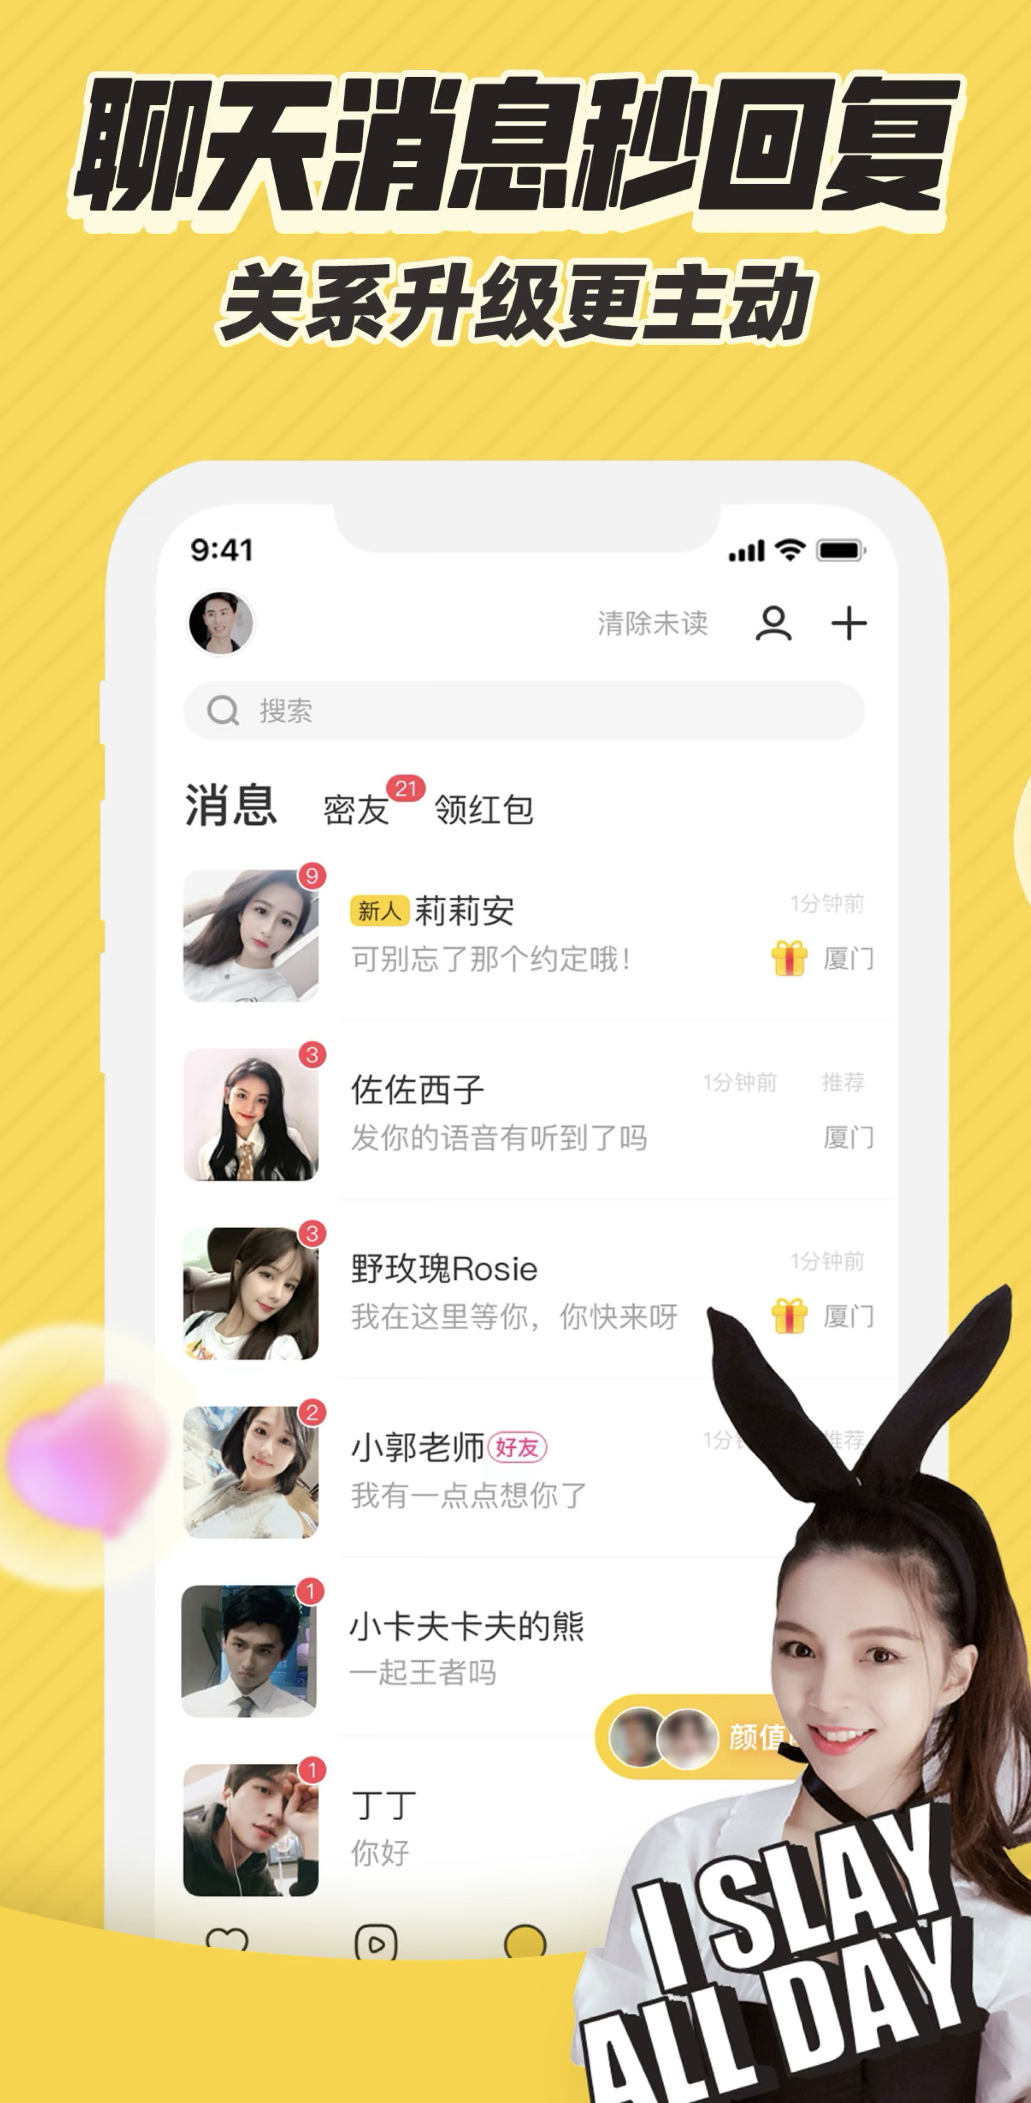 聊天消息秒回复
关系升级更主动
9:41
清除未读
搜索
消息 密友 21 领红包
9
新人 莉莉安 1分钟前
可别忘了那个约定哦! 厦门
3
佐佐西子 1分钟前 推荐
发你的语音有听到了吗 厦门
3
野玫瑰Rosie 1分钟前
我在这里等你，你快来呀 厦门
2
小郭老师 好友 1分 推荐
我有一点点想你了
1
小卡夫卡夫的熊
一起王者吗
颜值
1
丁丁
你好
I SLAY
ALL DAY